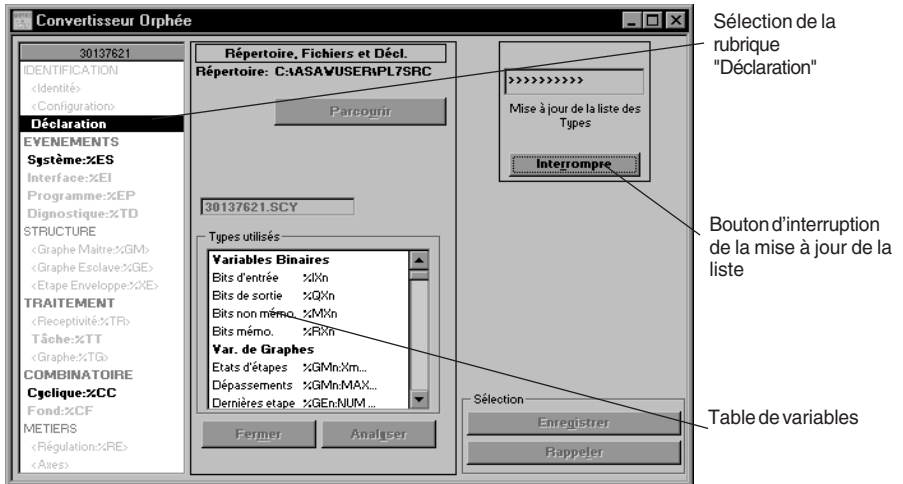 Convertisseur Orphée
30137621
IDENTIFICATION
<Identité>
<Configuration>
Déclaration
EVENEMENTS
Système:%ES
Interface:%EI
Programme:%EP
Dignostique:%TD
STRUCTURE
<Graphe Maitre:%GM>
<Graphe Esclave:%GE>
<Etape Enveloppe:%XE>
TRAITEMENT
<Receptivité:%TR>
Tâche:%TT
<Graphe:%TG>
COMBINATOIRE
Cyclique:%CC
Fond:%CF
METIERS
<Régulation:%RE>
<Axes>
Répertoire, Fichiers et Décl.
Répertoire: C:\ASAW\USER\PL7SRC
Parcourir
30137621.SCY
Types utilisés
Variables Binaires
Bits d'entrée %IXn
Bits de sortie %QXn
Bits non mémo. %MXn
Bits mémo. %RXn
Var. de Graphes
Etats d'étapes %GMn:Xm...
Dépassements %GMn:MAX...
Dernières etape %GEn:NUM ...
Fermer
Analyser
>>>>>>>>>>
Mise à jour de la liste des
Types
Interrompre
Sélection
Enregistrer
Rappeler
Sélection de la
rubrique
"Déclaration"
Bouton d'interruption
de la mise à jour de la
liste
Table de variables